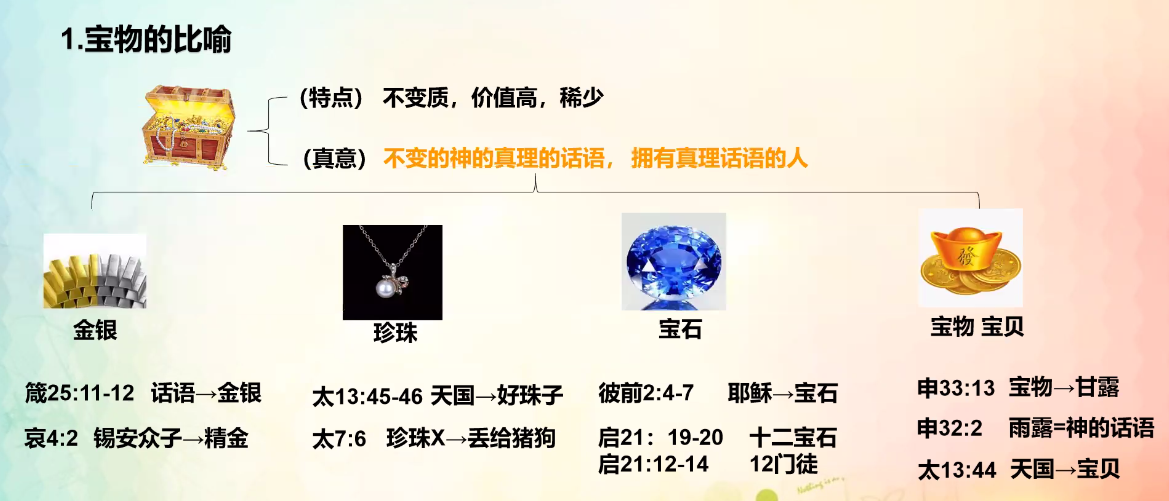 1.宝物的比喻
(特点) 不变质，价值高，稀少
(真意) 不变的神的真理的话语， 拥有真理话语的人
金银
珍珠
宝石
發
宝物 宝贝
箴25:11-12 话语→金银
哀4:2 锡安众子→精金
太13:45-46 天国→好珠子
太7:6 珍珠X→丢给猪狗
彼前2:4-7 耶稣→宝石
启21：19-20 十二宝石
启21:12-14 12门徒
申33:13 宝物→甘露
申32:2 雨露=神的话语
太13:44 天国→宝贝